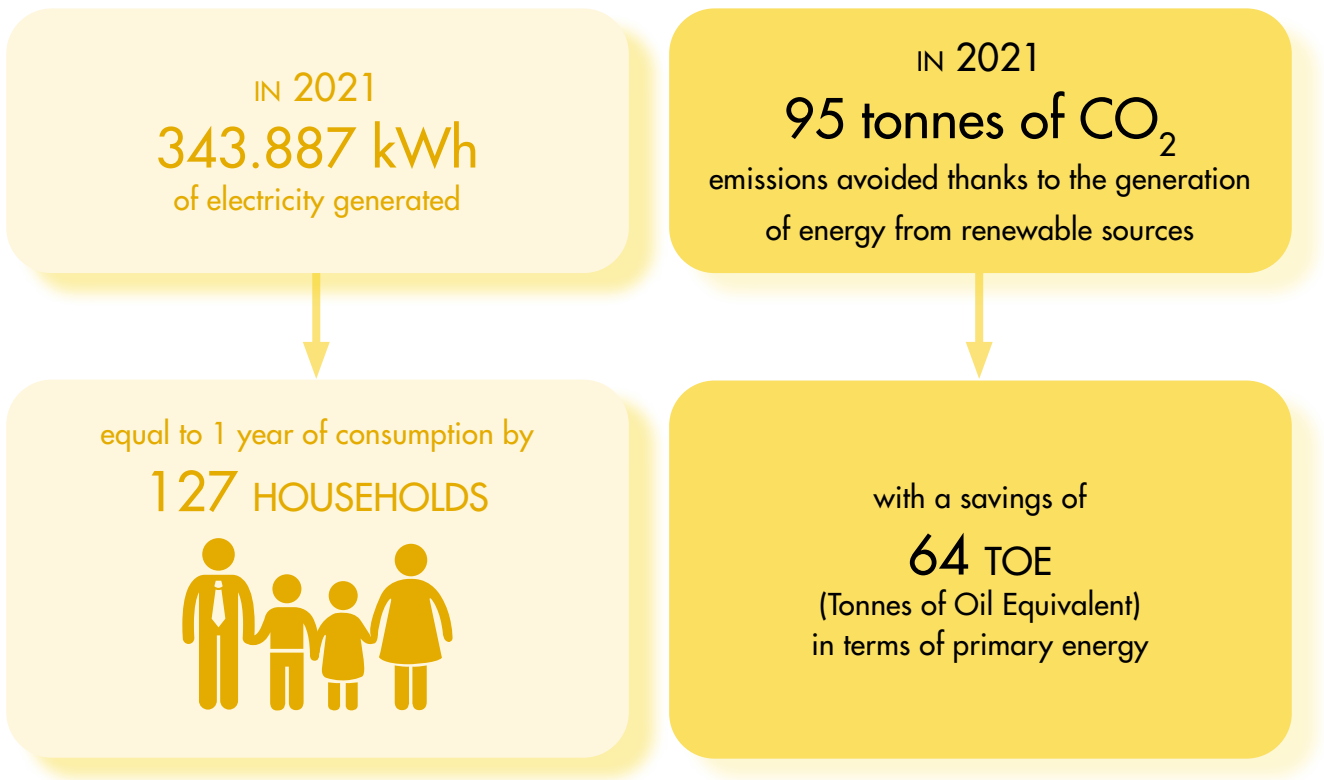 IN 2021
343.887 kWh
of electricity generated
equal to 1 year of consumption by
127 HOUSEHOLDS
IN 2021
95 tonnes of CO₂
emissions avoided thanks to the generation
of energy from renewable sources
with a savings of
64 TOE
(Tonnes of Oil Equivalent)
in terms of primary energy